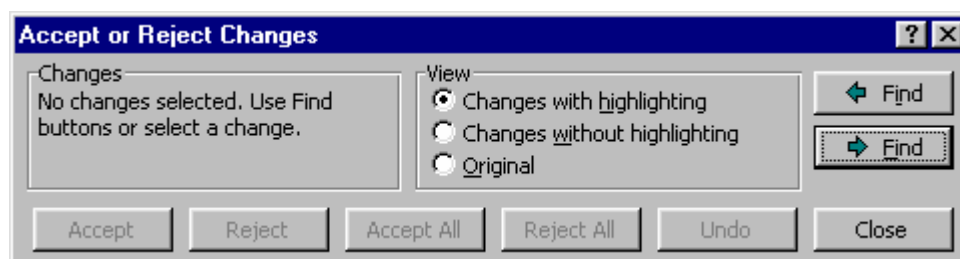 Accept or Reject Changes
Changes
No changes selected. Use Find
buttons or select a change.
View
Changes with highlighting
Changes without highlighting
Original
Find
Find
Accept Reject Accept All Reject All Undo Close